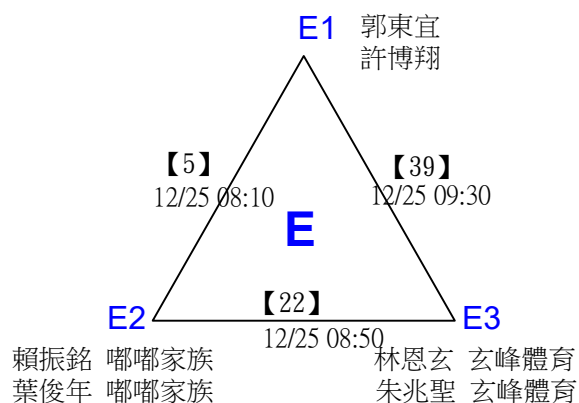 E1 郭東宜
許博翔
【5】
12/25 08:10
【39】
12/25 09:30
E
【22】
12/25 08:50
E2
E3
賴振銘 嘟嘟家族
葉俊年 嘟嘟家族
林恩玄 玄峰體育
朱兆聖 玄峰體育